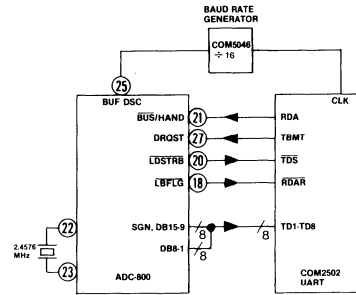 BAUD RATE
GENERATOR
COM5046
÷ 16
25
BUF DSC
CLK
BUS/HAND 21 RDA
DRQST 27 TBMT
LDSTRB 20 TDS
LBFLG 18 RDAR
22
SGN, DB15-9 8 8 TD1-TD8
DB8-1 8
2.4576
MHz
23
ADC-800
COM2502
UART